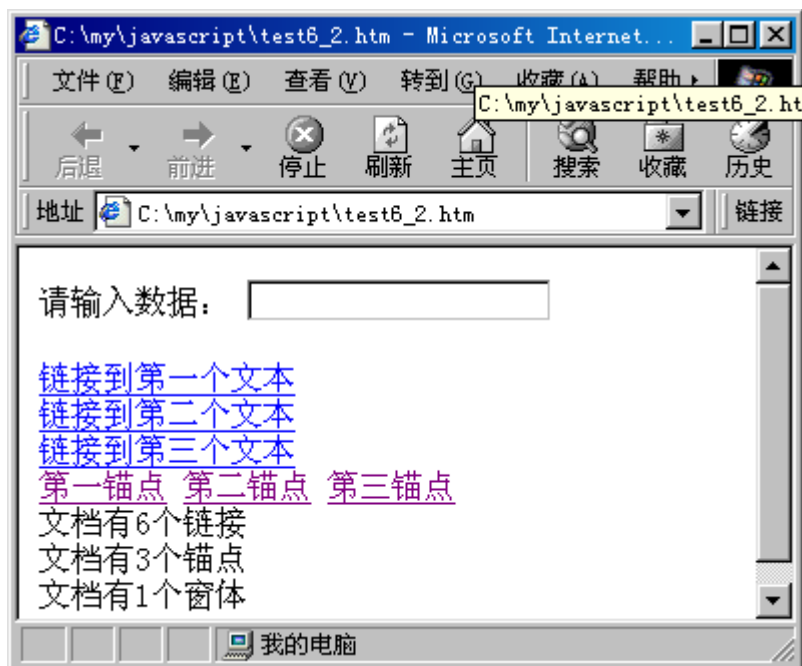 C:\my\javascript\test6_2.htm - Microsoft Intern...
文件(F) 编辑(E) 查看(V) 转到(G) 收藏(A) 帮助
C:\my\javascript\test6_2.ht
后退 前进 停止 刷新 主页 搜索 收藏 历史
地址 C:\my\javascript\test6_2.htm 链接
请输入数据：
链接到第一个文本
链接到第二个文本
链接到第三个文本
第一锚点 第二锚点 第三锚点
文档有6个链接
文档有3个锚点
文档有1个窗体
我的电脑